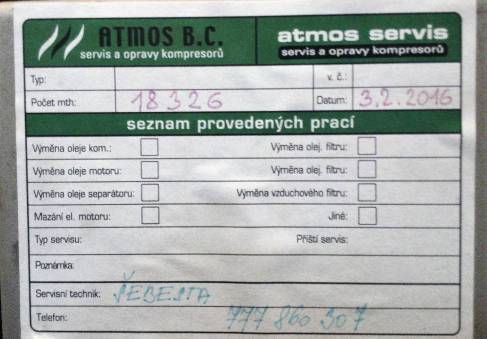 ATMOS B.C. atmos servis
servis a opravy kompresorů servis a opravy kompresorů
Typ: v. č.:
Počet mth: 18326 Datum: 3.2.2016
seznam provedených prací
Výměna oleje kom.: Výměna olej. filtru:
Výměna oleje motoru: Výměna olej. filtru:
Výměna oleje separátoru: Výměna vzduchového filtru:
Mazání el. motoru: Jiné:
Typ servisu: Příští servis:
Poznámka:
Servisní technik: ŠEBESTA
Telefon: 777 860 307